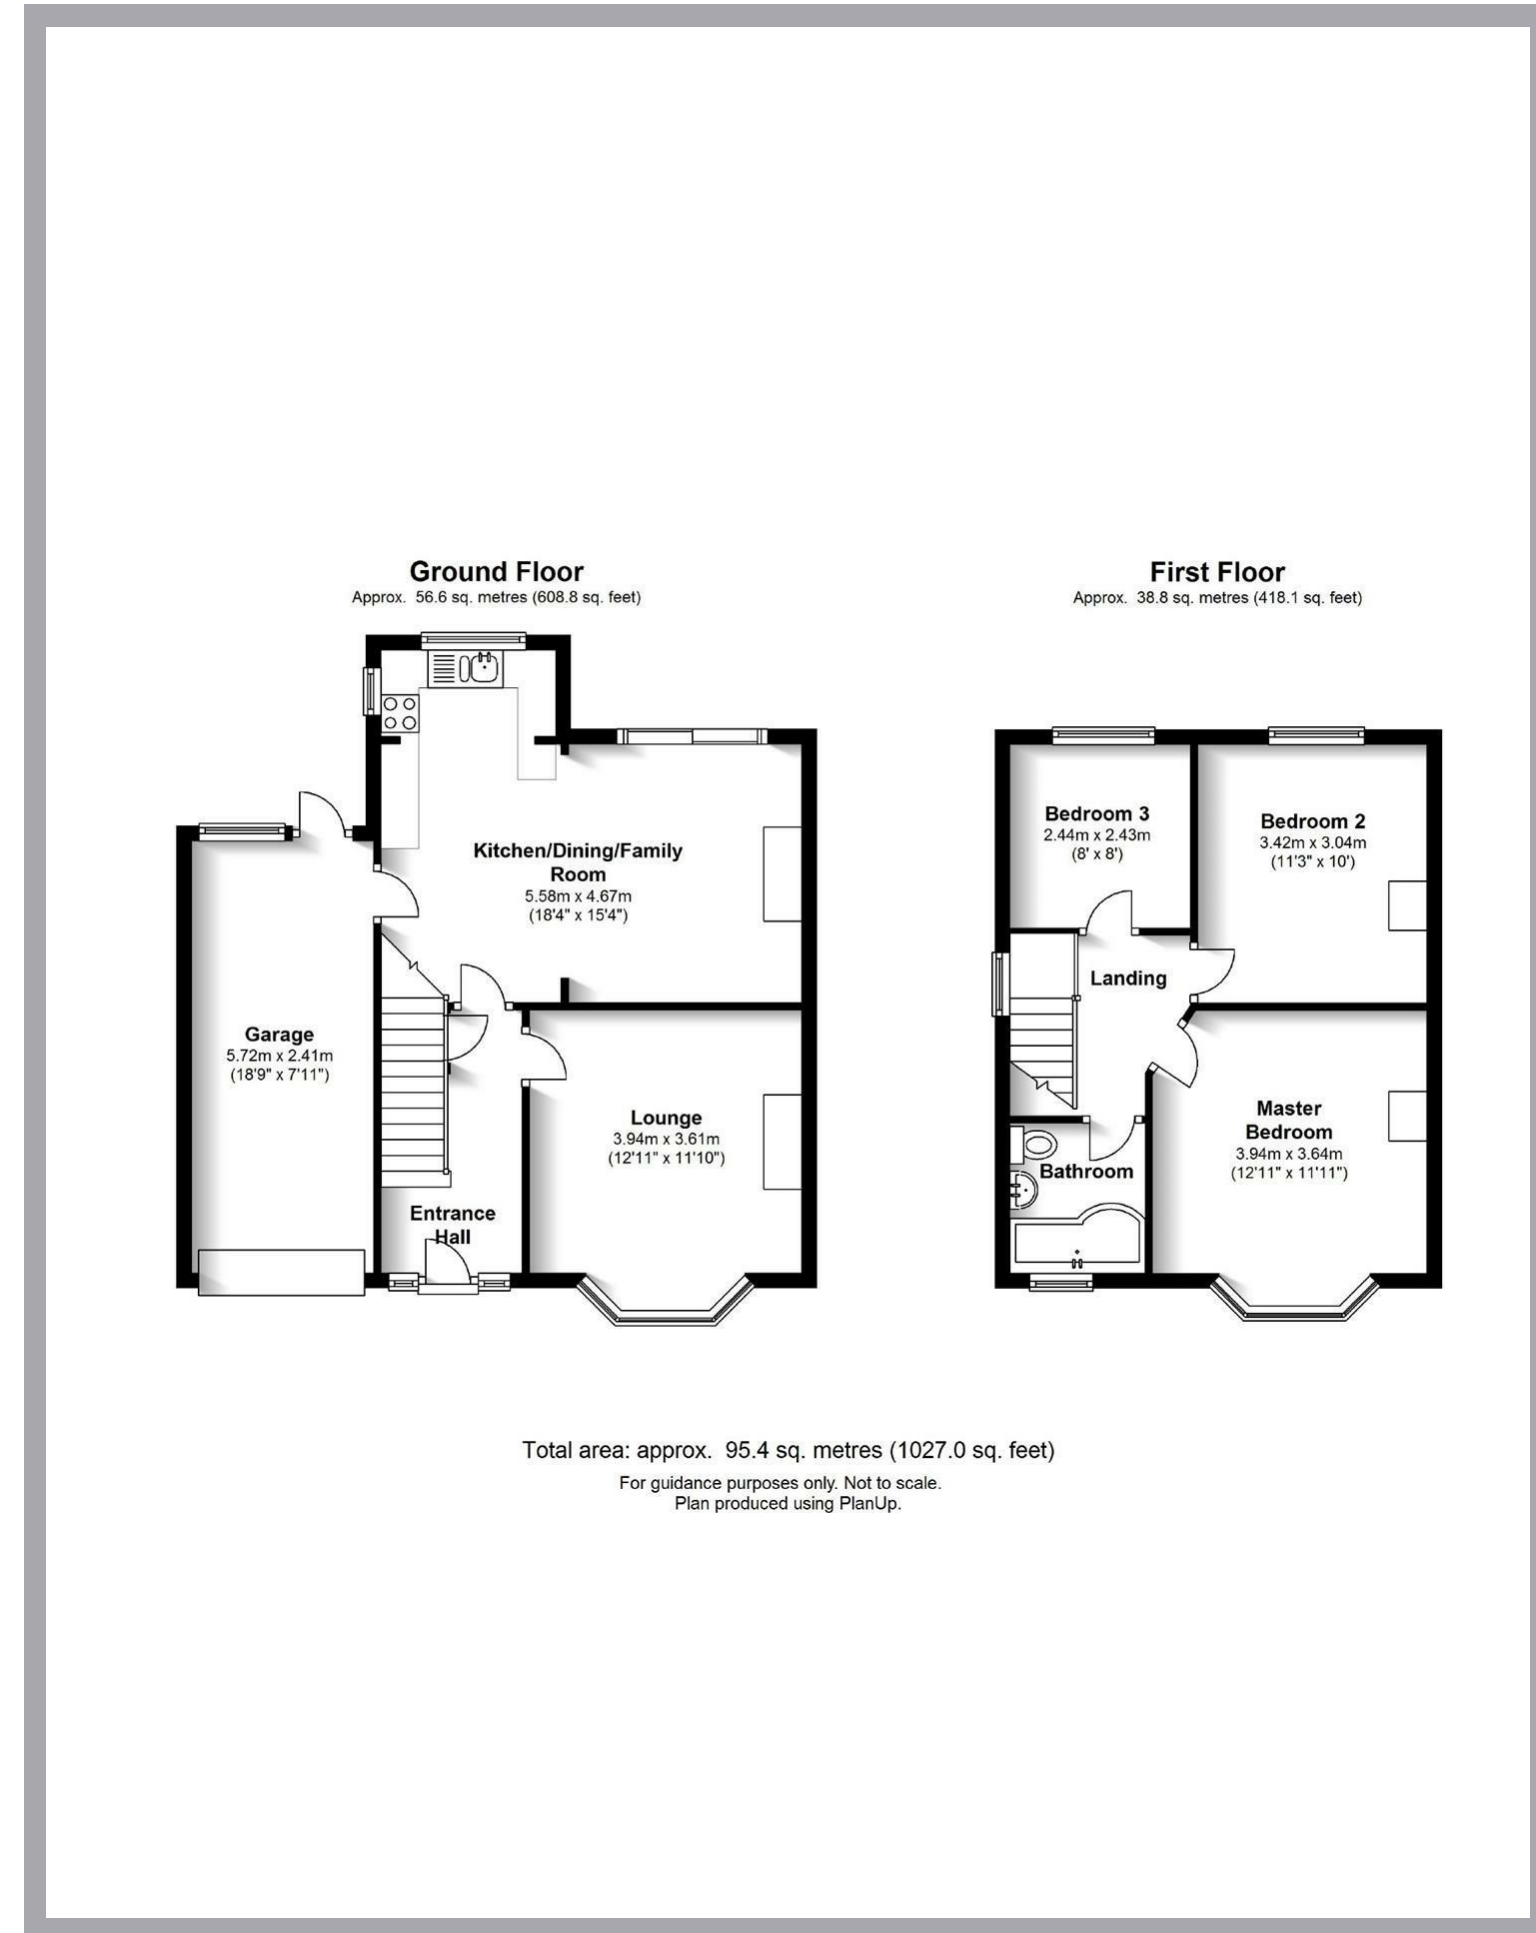 Ground Floor
Approx. 56.6 sq. metres (608.8 sq. feet)
Kitchen/Dining/Family
Room
5.58m x 4.67m
(18'4" x 15'4")
Garage
5.72m x 2.41m
(18'9" x 7'11")
Lounge
3.94m x 3.61m
(12'11" x 11'10")
Entrance
Hall
First Floor
Approx. 38.8 sq. metres (418.1 sq. feet)
Bedroom 3
2.44m x 2.43m
(8' x 8')
Bedroom 2
3.42m x 3.04m
(11'3" x 10')
Landing
Master
Bedroom
3.94m x 3.64m
(12'11" x 11'11")
Bathroom
Total area: approx. 95.4 sq. metres (1027.0 sq. feet)
For guidance purposes only. Not to scale.
Plan produced using PlanUp.